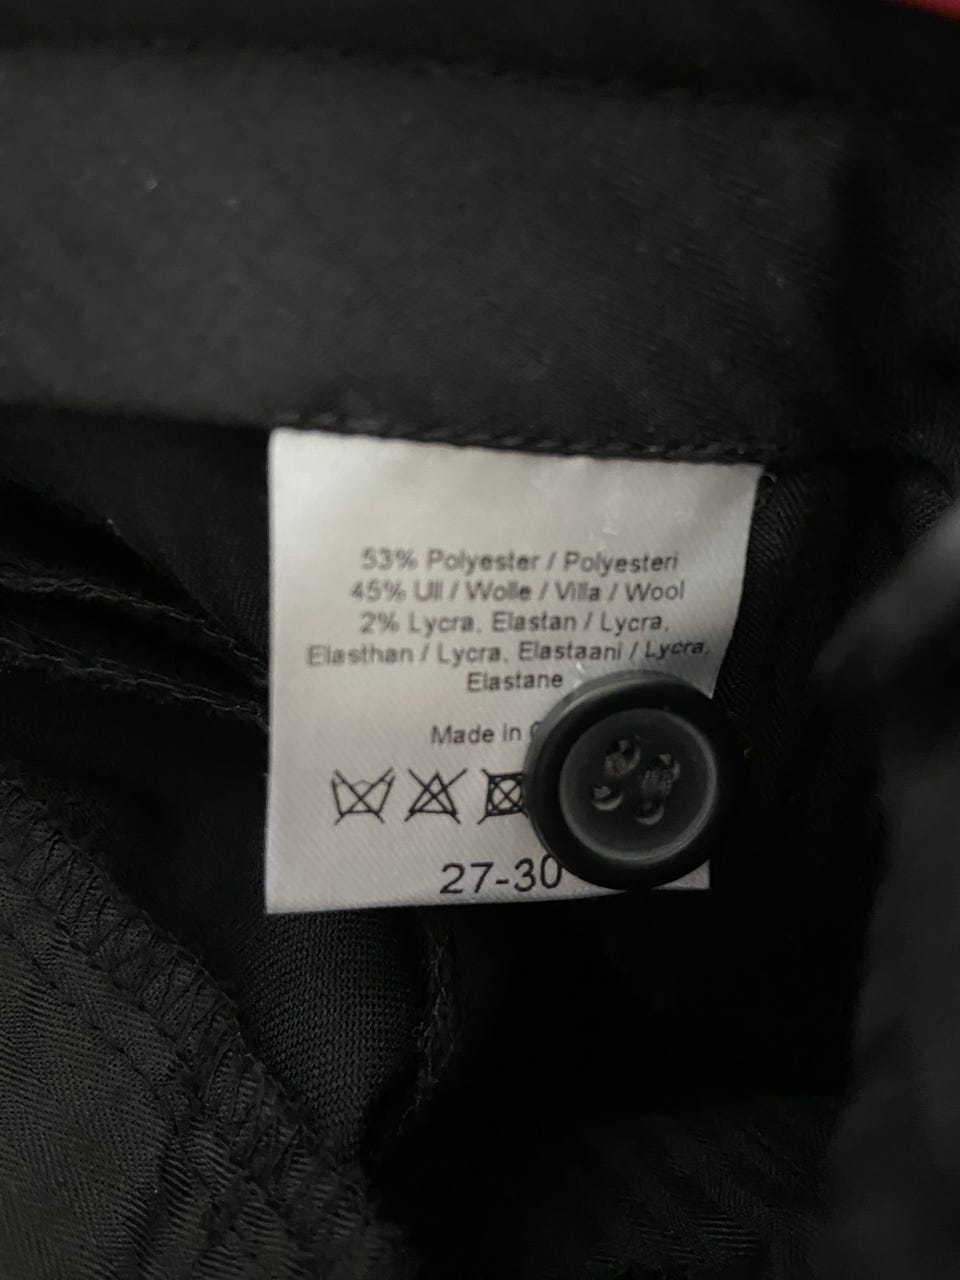 53% Polyester / Polyesteri
45% Ull / Wolle / Villa / Wool
2% Lycra, Elastan / Lycra,
Elasthan / Lycra, Elastaani / Lycra,
Elastane
Made in
27-30